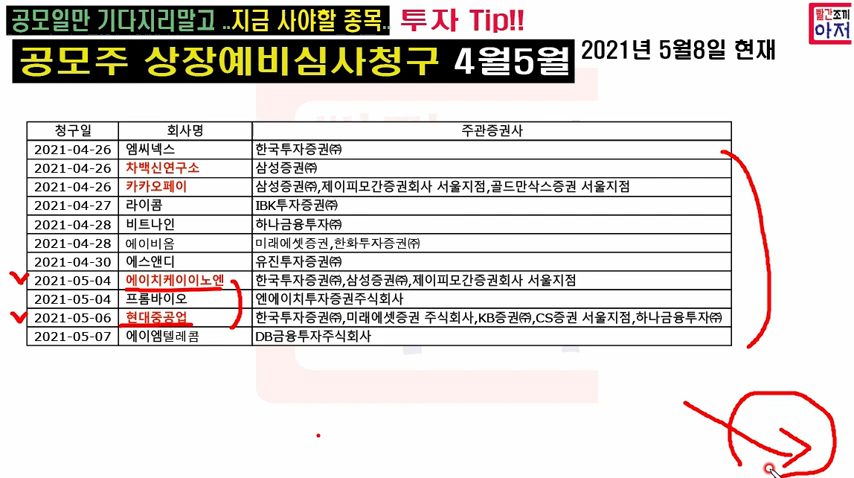 공모일만 기다지리말고 ..지금 사야할 종목.. 투자 Tip!!
빨간조끼
아저
공모주 상장예비심사청구 4월5월 2021년 5월8일 현재
청구일 회사명 주관증권사
2021-04-26 엠씨넥스 한국투자증권㈜
2021-04-26 차백신연구소 삼성증권㈜
2021-04-26 카카오페이 삼성증권㈜,제이피모간증권회사 서울지점,골드만삭스증권 서울지점
2021-04-27 라이콤 IBK투자증권㈜
2021-04-28 비트나인 하나금융투자㈜
2021-04-28 에이비온 미래에셋증권,한화투자증권㈜
2021-04-30 에스앤디 유진투자증권㈜
2021-05-04 에이치케이이노엔 한국투자증권㈜,삼성증권㈜,제이피모간증권회사 서울지점
2021-05-04 프롬바이오 엔에이치투자증권주식회사
2021-05-06 현대중공업 한국투자증권㈜,미래에셋증권 주식회사,KB증권㈜,CS증권 서울지점,하나금융투자㈜
2021-05-07 에이엠텔레콤 DB금융투자주식회사